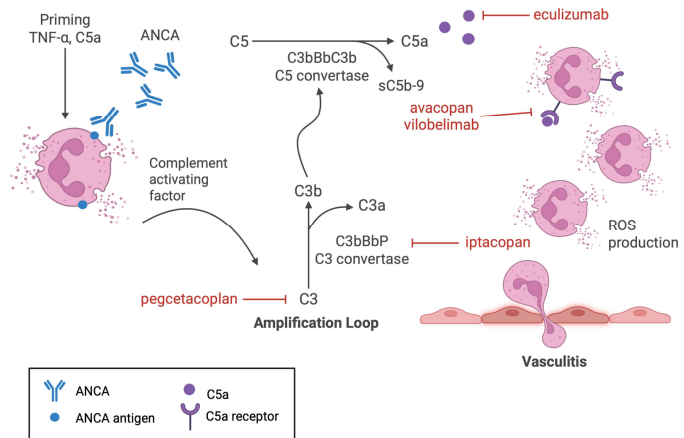 Priming
TNF-α, C5a
ANCA
C5
C5a
eculizumab
C3bBbC3b
C5 convertase
sC5b-9
avacopan
vilobelimab
Complement
activating
factor
C3b
C3a
C3bBbP
C3 convertase
iptacopan
ROS
production
pegcetacoplan
C3
Amplification Loop
Vasculitis
ANCA
ANCA antigen
C5a
C5a receptor